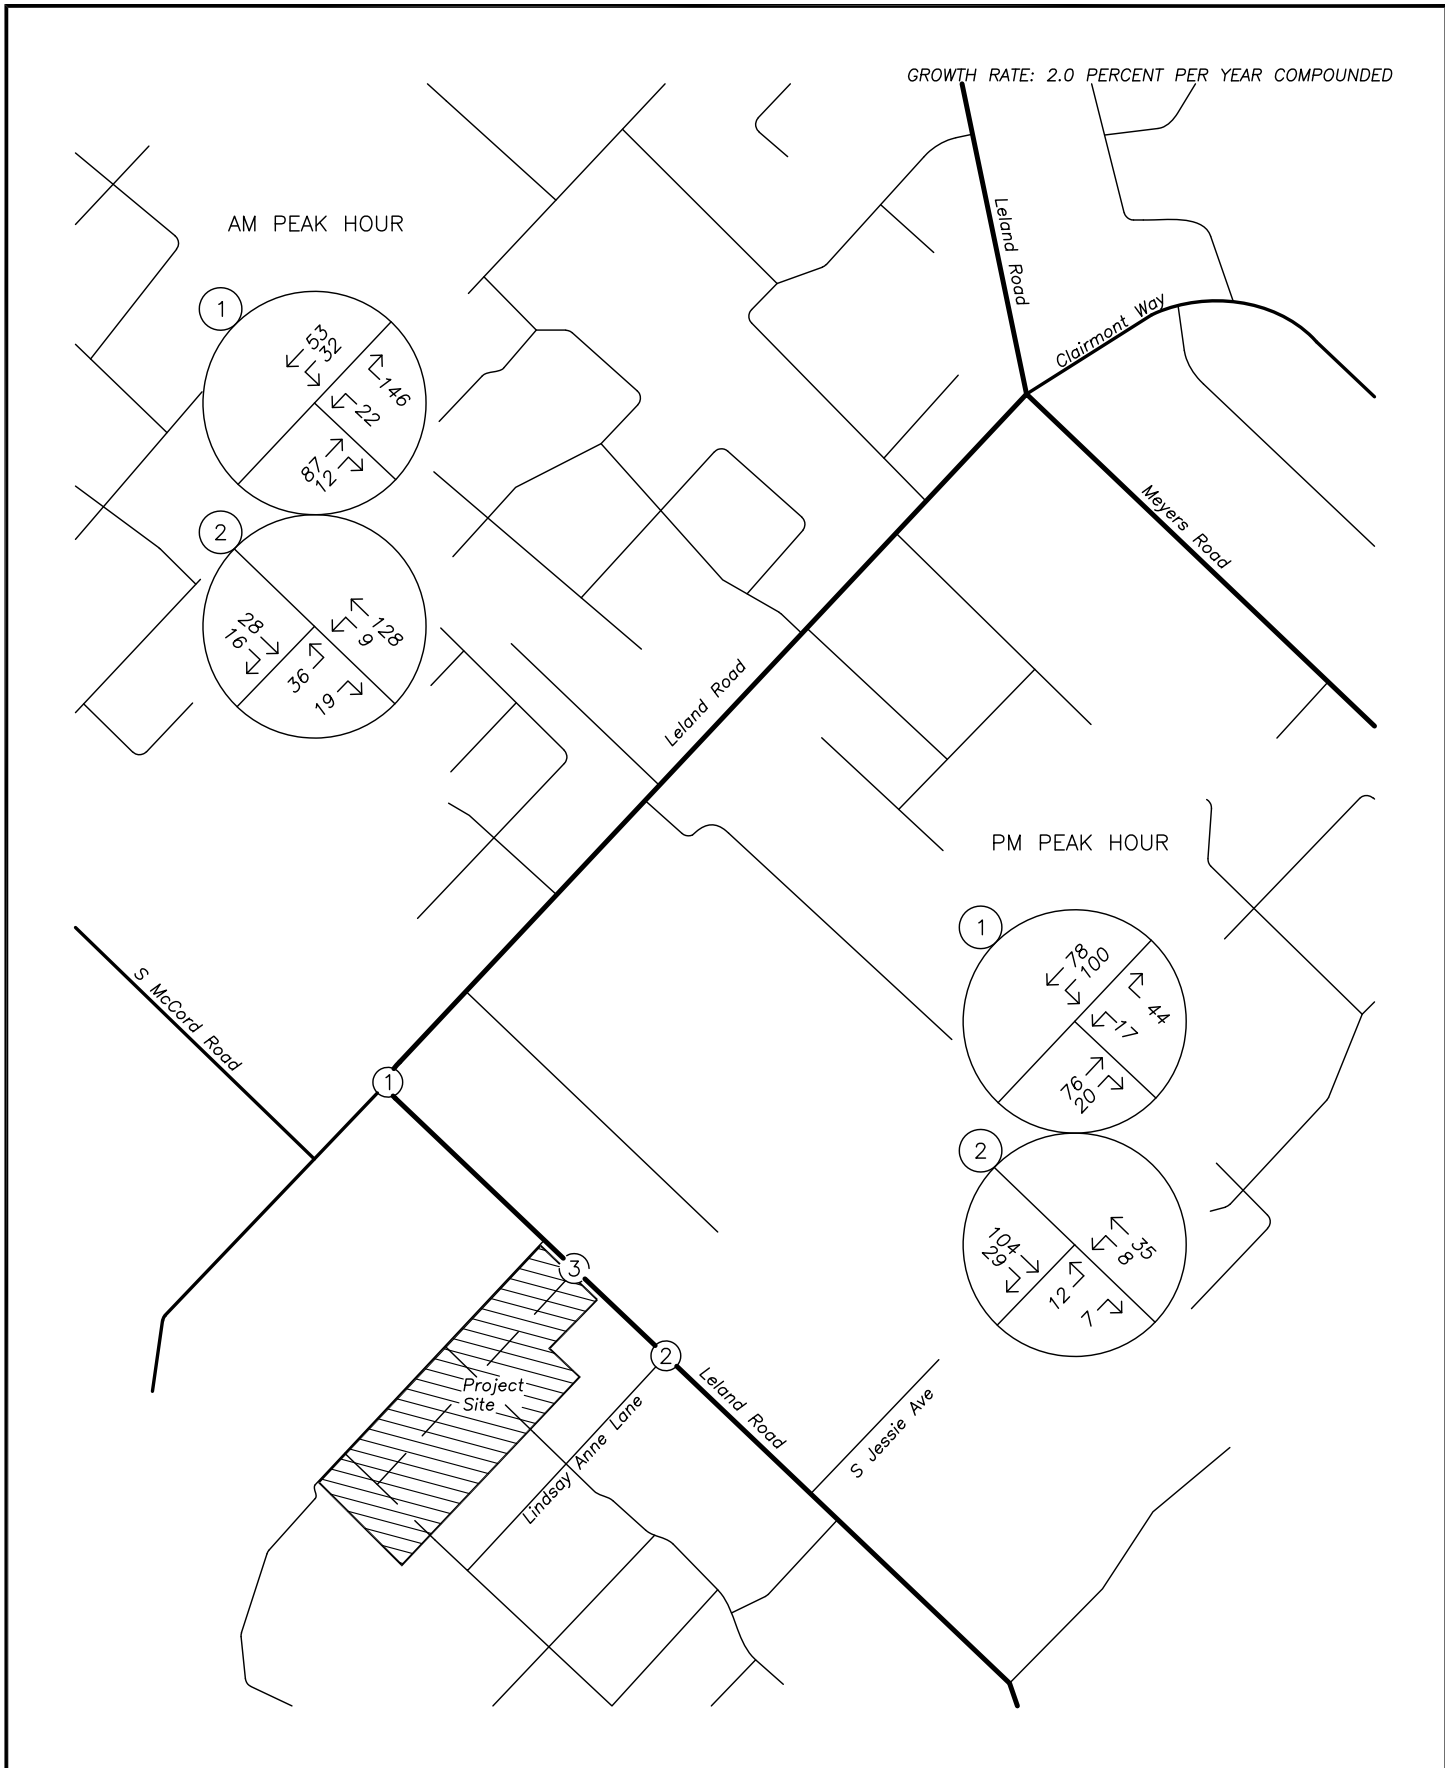 GROWTH RATE: 2.0 PERCENT PER YEAR COMPOUNDED
AM PEAK HOUR
1
53
32
146
22
87
12
2
28
16
128
9
36
19
Leland Road
Clairmont Way
Meyers Road
Leland Road
PM PEAK HOUR
1
78
100
44
17
76
20
2
104
29
35
8
12
7
S McCord Road
1
3
2
Project
Site
Lindsay Anne Lane
Leland Road
S Jessie Ave